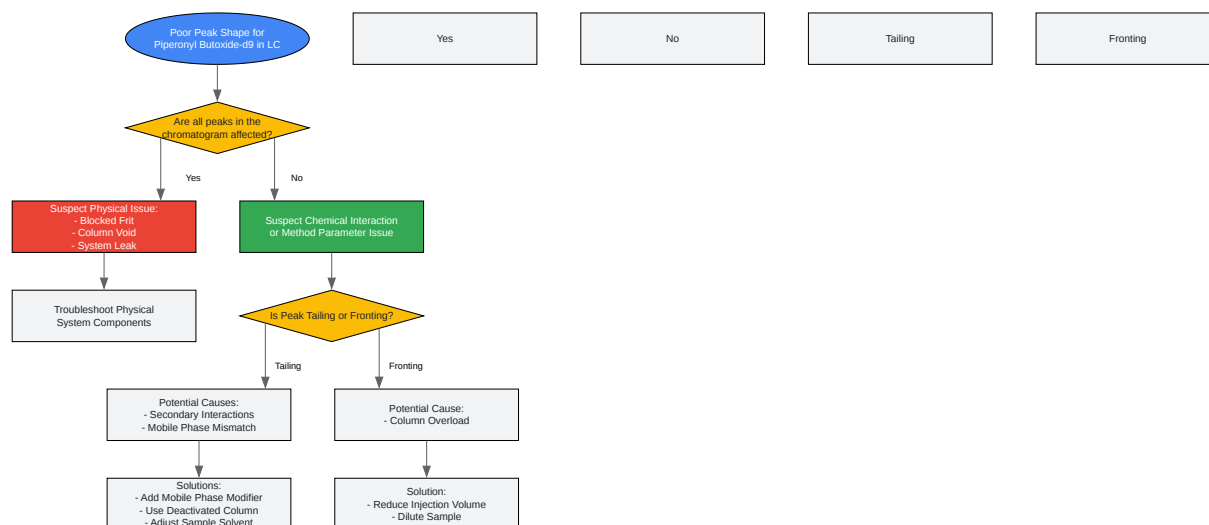 Poor Peak Shape for
Piperonyl Butoxide-d9 in LC
Yes
No
Tailing
Fronting
Are all peaks in the
chromatogram affected?
Yes
No
Suspect Physical Issue:
- Blocked Frit
- Column Void
- System Leak
Suspect Chemical Interaction
or Method Parameter Issue
Troubleshoot Physical
System Components
Is Peak Tailing or Fronting?
Tailing
Fronting
Potential Causes:
- Secondary Interactions
- Mobile Phase Mismatch
Potential Cause:
- Column Overload
Solutions:
- Add Mobile Phase Modifier
- Use Deactivated Column
- Adjust Sample Solvent
Solution:
- Reduce Injection Volume
- Dilute Sample